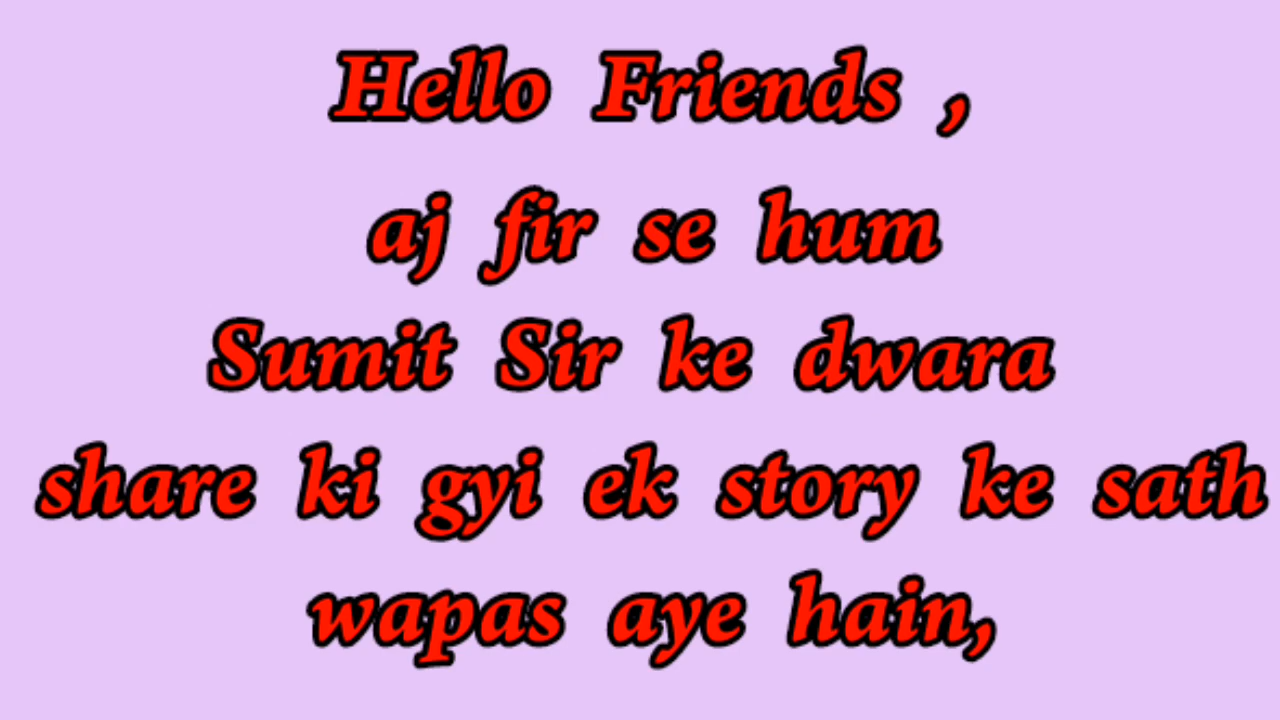 Hello Friends ,
aj fir se hum
Sumit Sir ke dwara
share ki gyi ek story ke sath
wapas aye hain,